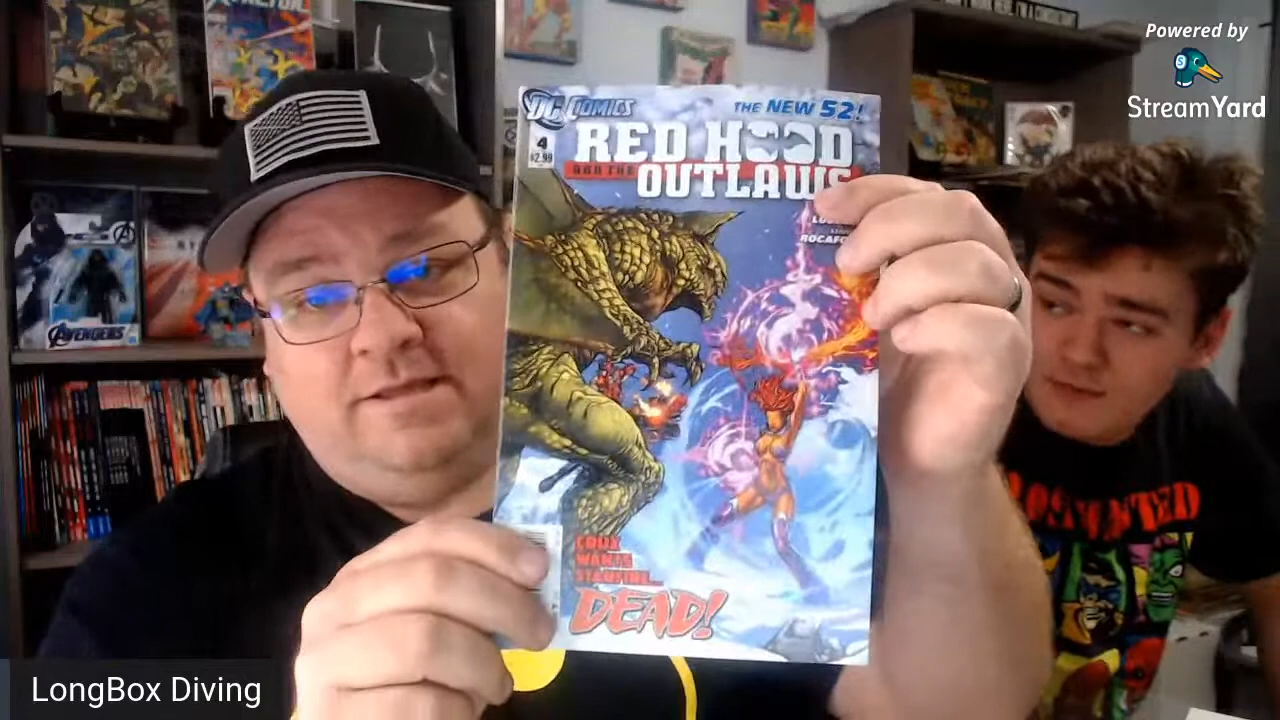 Powered by
StreamYard
DC COMICS
THE NEW 52!
4
$2.99
RED HOOD
AND THE
OUTLAWS
CRUX
WANTS
STARFIRE...
DEAD!
AVENGERS
LongBox Diving